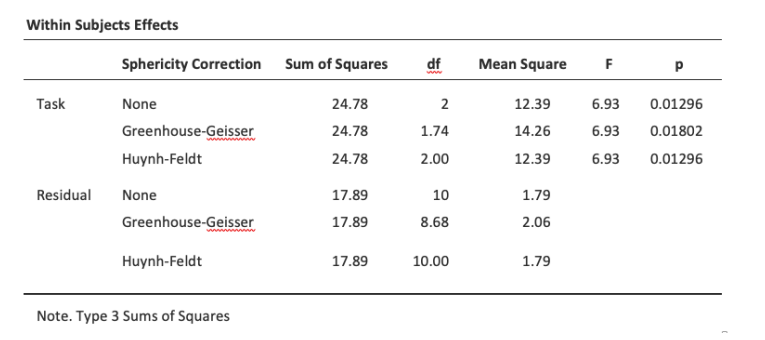 Within Subjects Effects
Sphericity Correction Sum of Squares df Mean Square F p
Task None 24.78 2 12.39 6.93 0.01296
Greenhouse-Geisser 24.78 1.74 14.26 6.93 0.01802
Huynh-Feldt 24.78 2.00 12.39 6.93 0.01296
Residual None 17.89 10 1.79
Greenhouse-Geisser 17.89 8.68 2.06
Huynh-Feldt 17.89 10.00 1.79
Note. Type 3 Sums of Squares